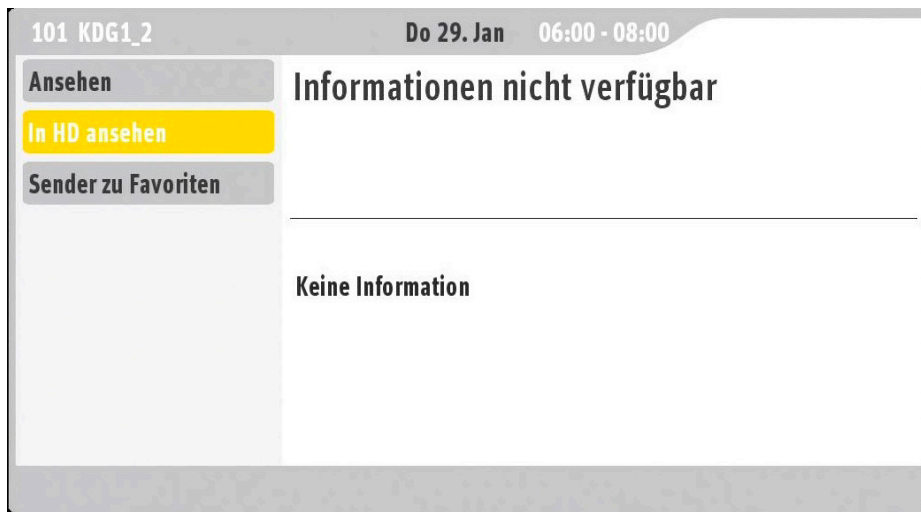 101 KDG1_2
Do 29. Jan 06:00 - 08:00
Ansehen
In HD ansehen
Sender zu Favoriten
Informationen nicht verfügbar
Keine Information